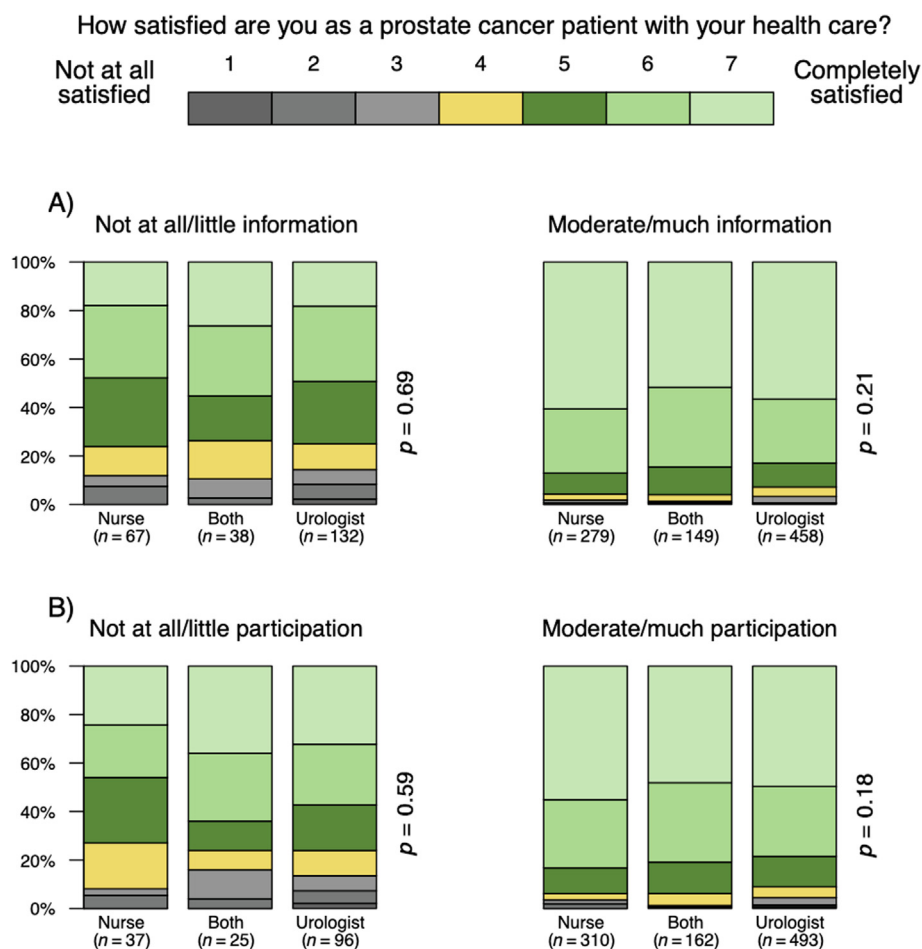 How satisfied are you as a prostate cancer patient with your health care?
Not at all satisfied
1 2 3 4 5 6 7
Completely satisfied
A)
Not at all/little information
Moderate/much information
100%
80%
60%
40%
20%
0%
p = 0.69
p = 0.21
Nurse Both Urologist Nurse Both Urologist
(n = 67) (n = 38) (n = 132) (n = 279) (n = 149) (n = 458)
B)
Not at all/little participation
Moderate/much participation
100%
80%
60%
40%
20%
0%
p = 0.59
p = 0.18
Nurse Both Urologist Nurse Both Urologist
(n = 37) (n = 25) (n = 96) (n = 310) (n = 162) (n = 493)